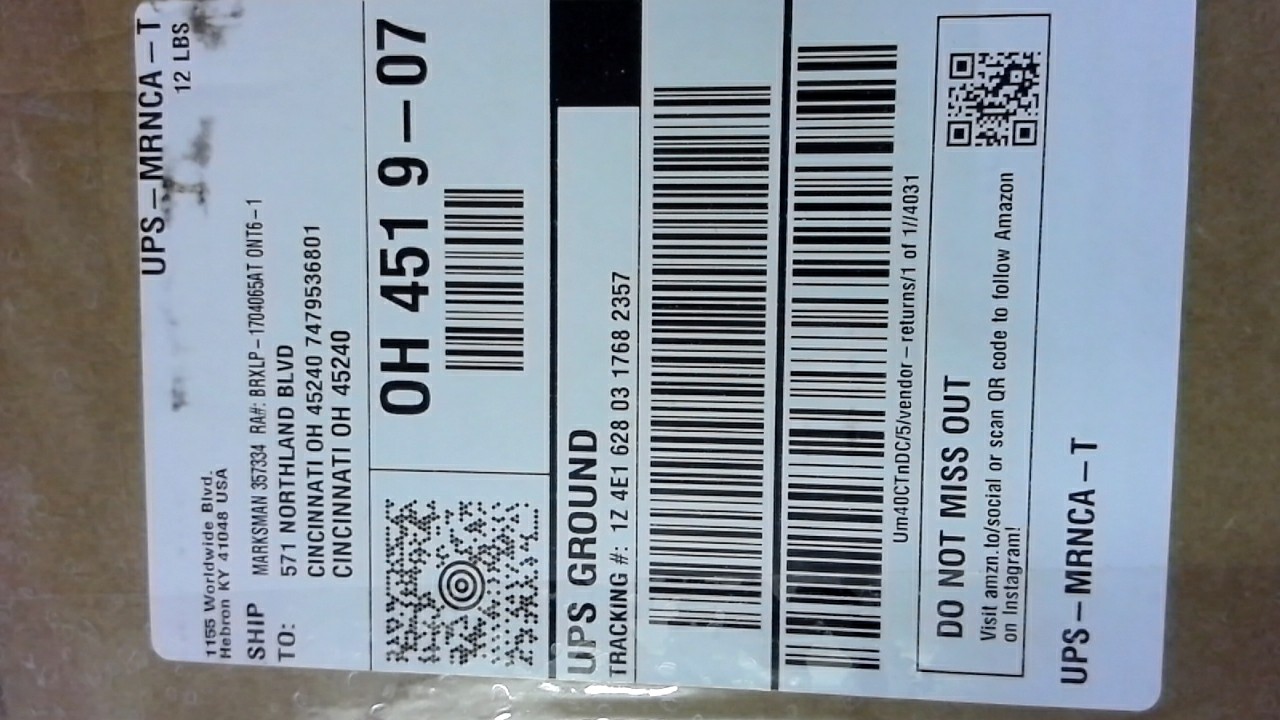 UPS-MRNCA-T
12 LBS
1155 Worldwide Blvd.
Hebron KY 41048 USA
SHIP
TO:
MARKSMAN 357334 RA#: BRXLP-1704065AT ONT6-1
571 NORTHLAND BLVD
CINCINNATI OH 45240 7479536801
CINCINNATI OH 45240
OH 451 9-07
UPS GROUND
TRACKING #: 1Z 4E1 628 03 1768 2357
Um40CTnDC/5/vendor-returns/1 of 1//4031
DO NOT MISS OUT
Visit amzn.to/social or scan QR code to follow Amazon
on Instagram!
UPS-MRNCA-T